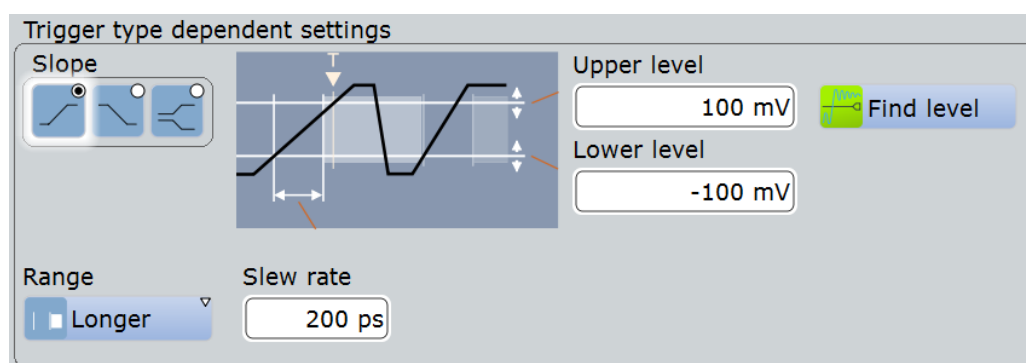 Trigger type dependent settings
Slope
T
Upper level
100 mV
Find level
Lower level
-100 mV
Range
Longer
Slew rate
200 ps